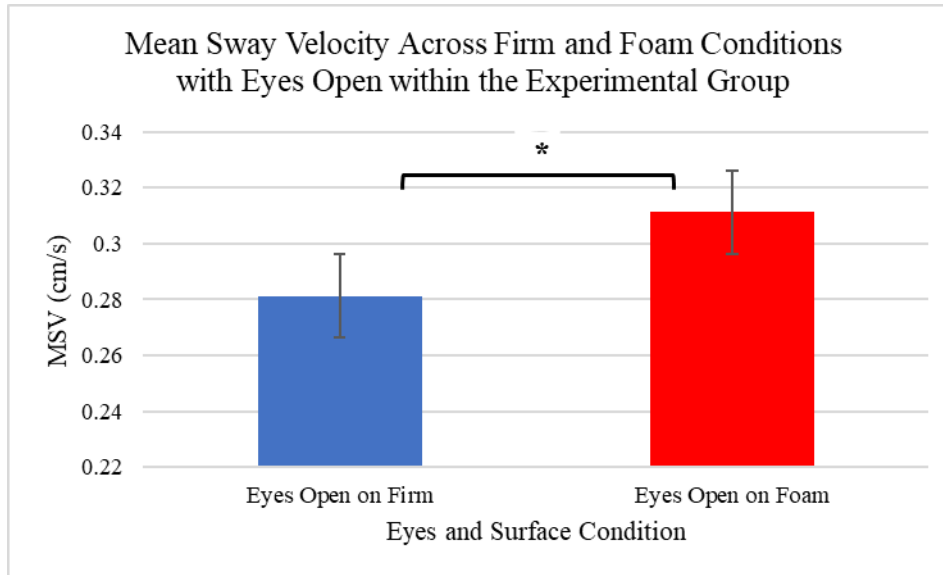 Mean Sway Velocity Across Firm and Foam Conditions
with Eyes Open within the Experimental Group
0.34
*
0.32
0.3
0.28
0.26
0.24
0.22
MSV (cm/s)
Eyes Open on Firm
Eyes Open on Foam
Eyes and Surface Condition